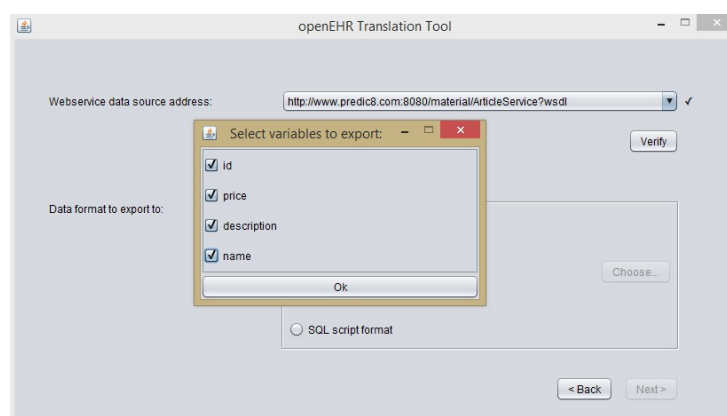 openEHR Translation Tool
Webservice data source address:
http://www.predic8.com:8080/material/ArticleService?wsdl
Select variables to export:
Verify
id
price
Data format to export to:
description
name
Choose...
Ok
SQL script format
< Back
Next >